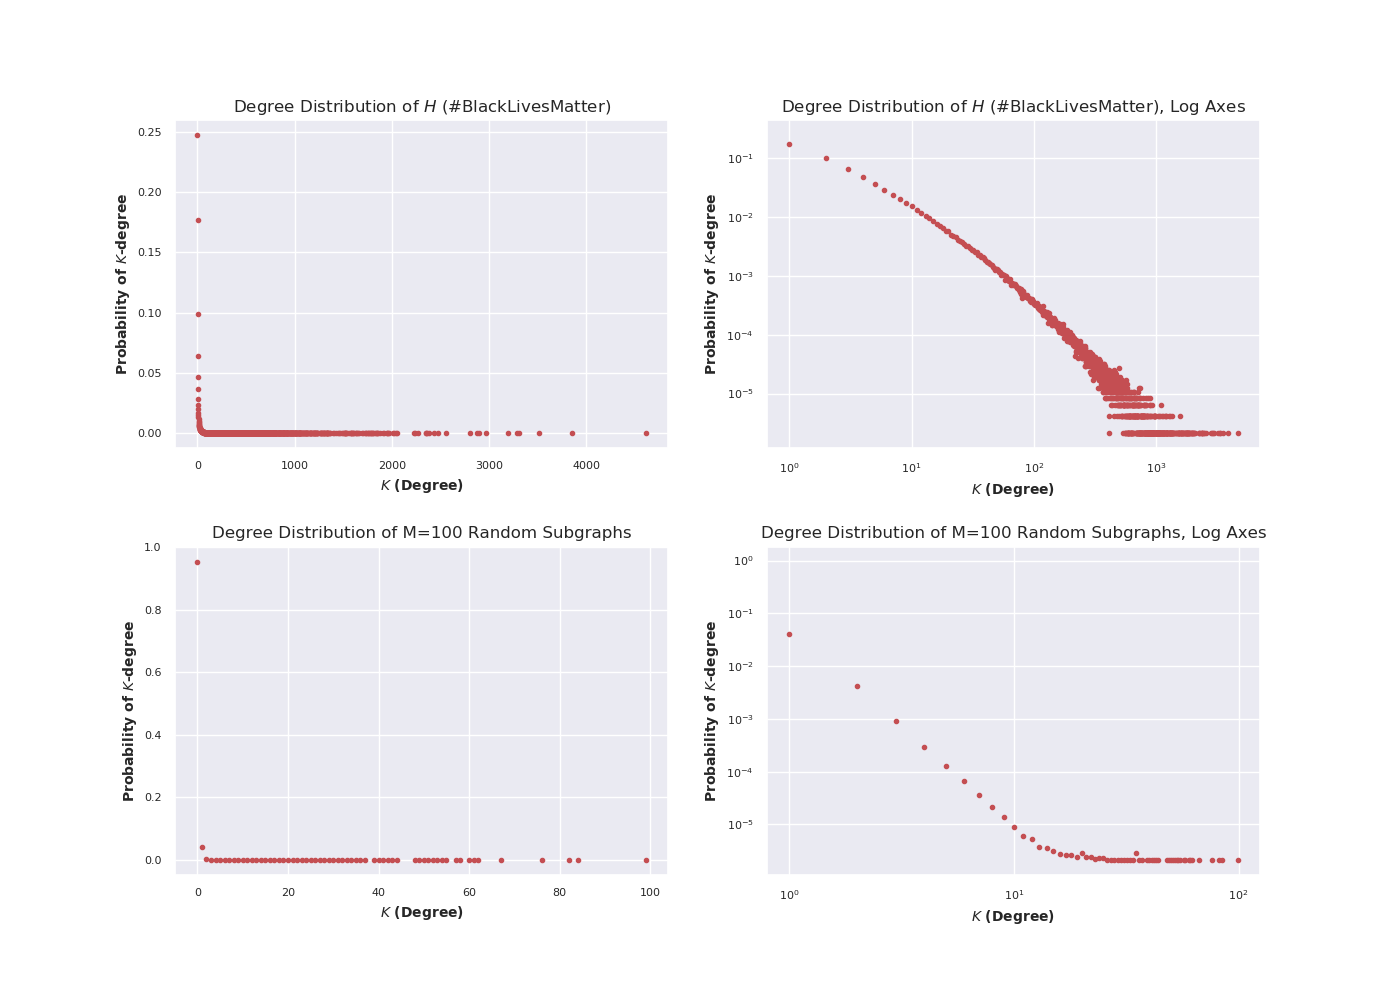 Degree Distribution of H (#BlackLivesMatter)
0.25
0.20
0.15
0.10
0.05
0.00
Probability of K-degree
0 1000 2000 3000 4000
K (Degree)
Degree Distribution of H (#BlackLivesMatter), Log Axes
10⁻¹
10⁻²
10⁻³
10⁻⁴
10⁻⁵
Probability of K-degree
10⁰ 10¹ 10² 10³
K (Degree)
Degree Distribution of M=100 Random Subgraphs
1.0
0.8
0.6
0.4
0.2
0.0
Probability of K-degree
0 20 40 60 80 100
K (Degree)
Degree Distribution of M=100 Random Subgraphs, Log Axes
10⁰
10⁻¹
10⁻²
10⁻³
10⁻⁴
10⁻⁵
Probability of K-degree
10⁰ 10¹ 10²
K (Degree)